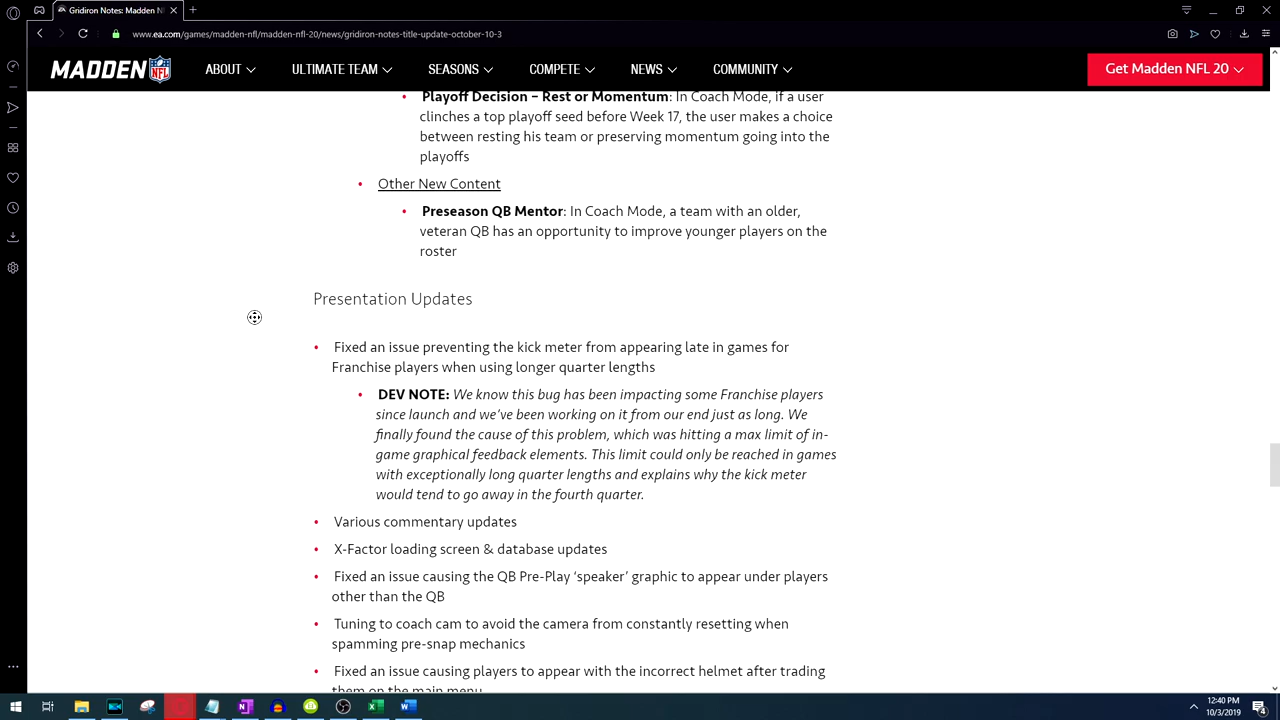 Gridiron Notes: Titl
www.ea.com/games/madden-nfl/madden-nfl-20/news/gridiron-notes-title-update-october-10-3
MADDEN NFL ABOUT ULTIMATE TEAM SEASONS COMPETE NEWS COMMUNITY Get Madden NFL 20
• Playoff Decision – Rest or Momentum: In Coach Mode, if a user
clinches a top playoff seed before Week 17, the user makes a choice
between resting his team or preserving momentum going into the
playoffs
• Other New Content
• Preseason QB Mentor: In Coach Mode, a team with an older,
veteran QB has an opportunity to improve younger players on the
roster
Presentation Updates
• Fixed an issue preventing the kick meter from appearing late in games for
Franchise players when using longer quarter lengths
• DEV NOTE: We know this bug has been impacting some Franchise players
since launch and we’ve been working on it from our end just as long. We
finally found the cause of this problem, which was hitting a max limit of in-
game graphical feedback elements. This limit could only be reached in games
with exceptionally long quarter lengths and explains why the kick meter
would tend to go away in the fourth quarter.
• Various commentary updates
• X-Factor loading screen & database updates
• Fixed an issue causing the QB Pre-Play ‘speaker’ graphic to appear under players
other than the QB
• Tuning to coach cam to avoid the camera from constantly resetting when
spamming pre-snap mechanics
• Fixed an issue causing players to appear with the incorrect helmet after trading
them on the main menu
12:40 PM
10/3/2019
4